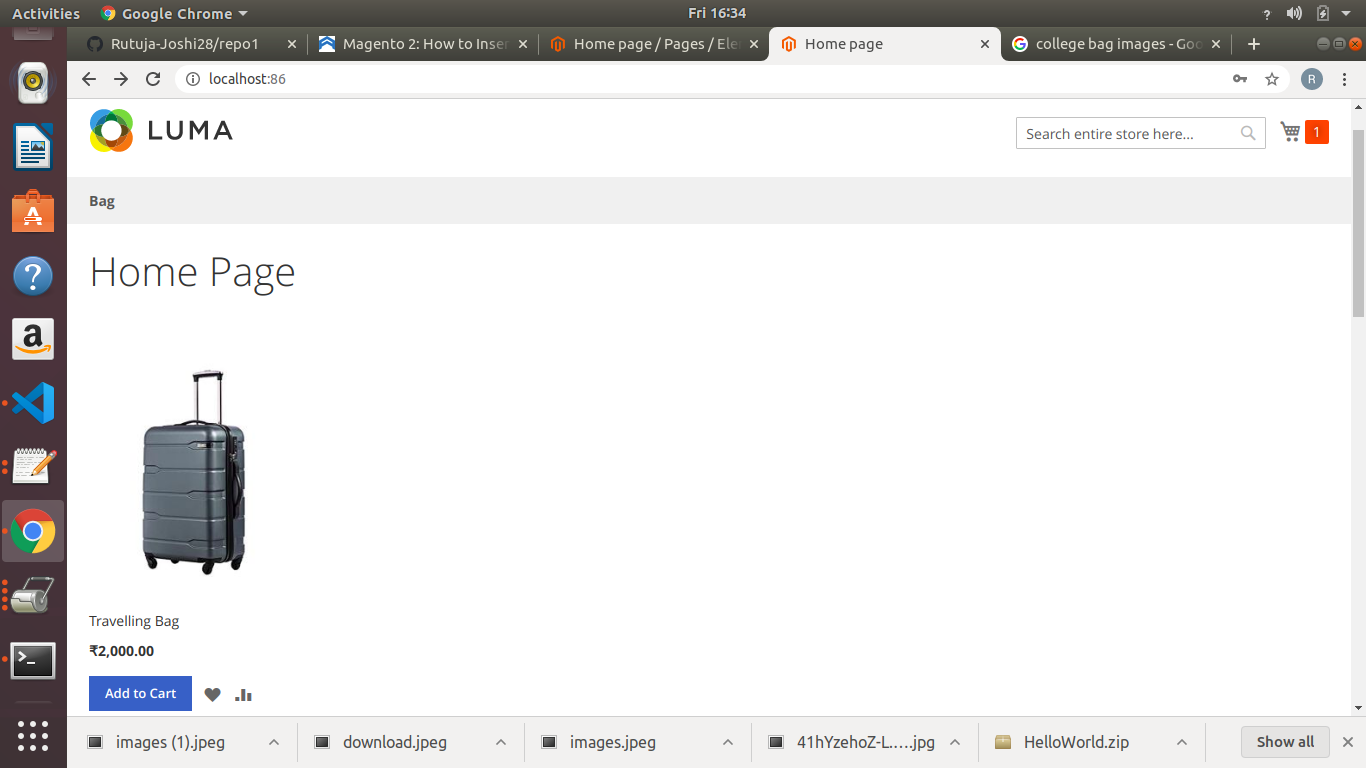 Activities Google Chrome Fri 16:34
Rutuja-Joshi28/repo1 Magento 2: How to Inser Home page / Pages / Ele Home page college bag images - Goo
localhost:86 R
LUMA Search entire store here... 1
Bag
Home Page
Travelling Bag
₹2,000.00
Add to Cart
images (1).jpeg download.jpeg images.jpeg 41hYzehoZ-L.....jpg HelloWorld.zip Show all